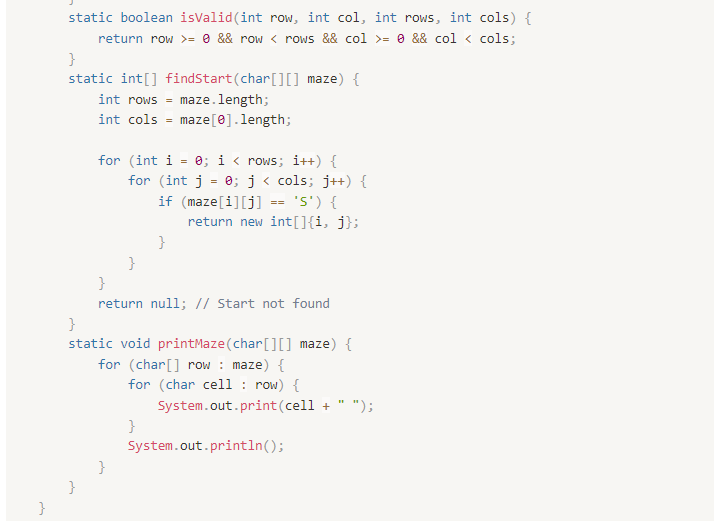 }
static boolean isValid(int row, int col, int rows, int cols) {
return row >= 0 && row < rows && col >= 0 && col < cols;
}
static int[] findStart(char[][] maze) {
int rows = maze.length;
int cols = maze[0].length;
for (int i = 0; i < rows; i++) {
for (int j = 0; j < cols; j++) {
if (maze[i][j] == 'S') {
return new int[]{i, j};
}
}
}
return null; // Start not found
}
static void printMaze(char[][] maze) {
for (char[] row : maze) {
for (char cell : row) {
System.out.print(cell + " ");
}
System.out.println();
}
}
}